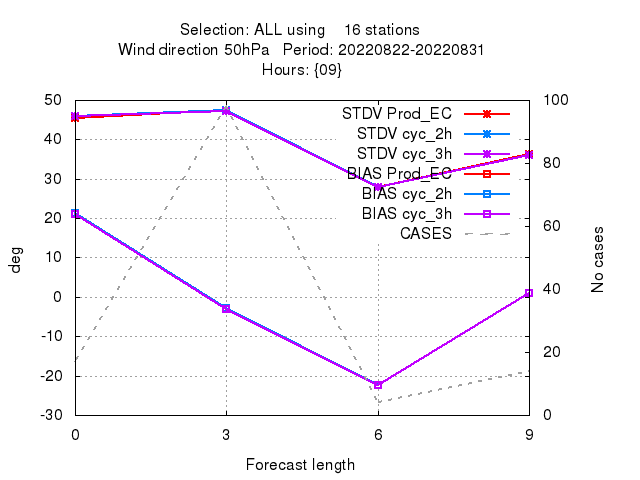 Selection: ALL using 16 stations
Wind direction 50hPa Period: 20220822-20220831
Hours: {09}
50
40
30
20
10
0
-10
-20
-30
100
80
60
40
20
0
STDV Prod_EC
STDV cyc_2h
STDV cyc_3h
BIAS Prod_EC
BIAS cyc_2h
BIAS cyc_3h
CASES
deg
No cases
0 3 6 9
Forecast length